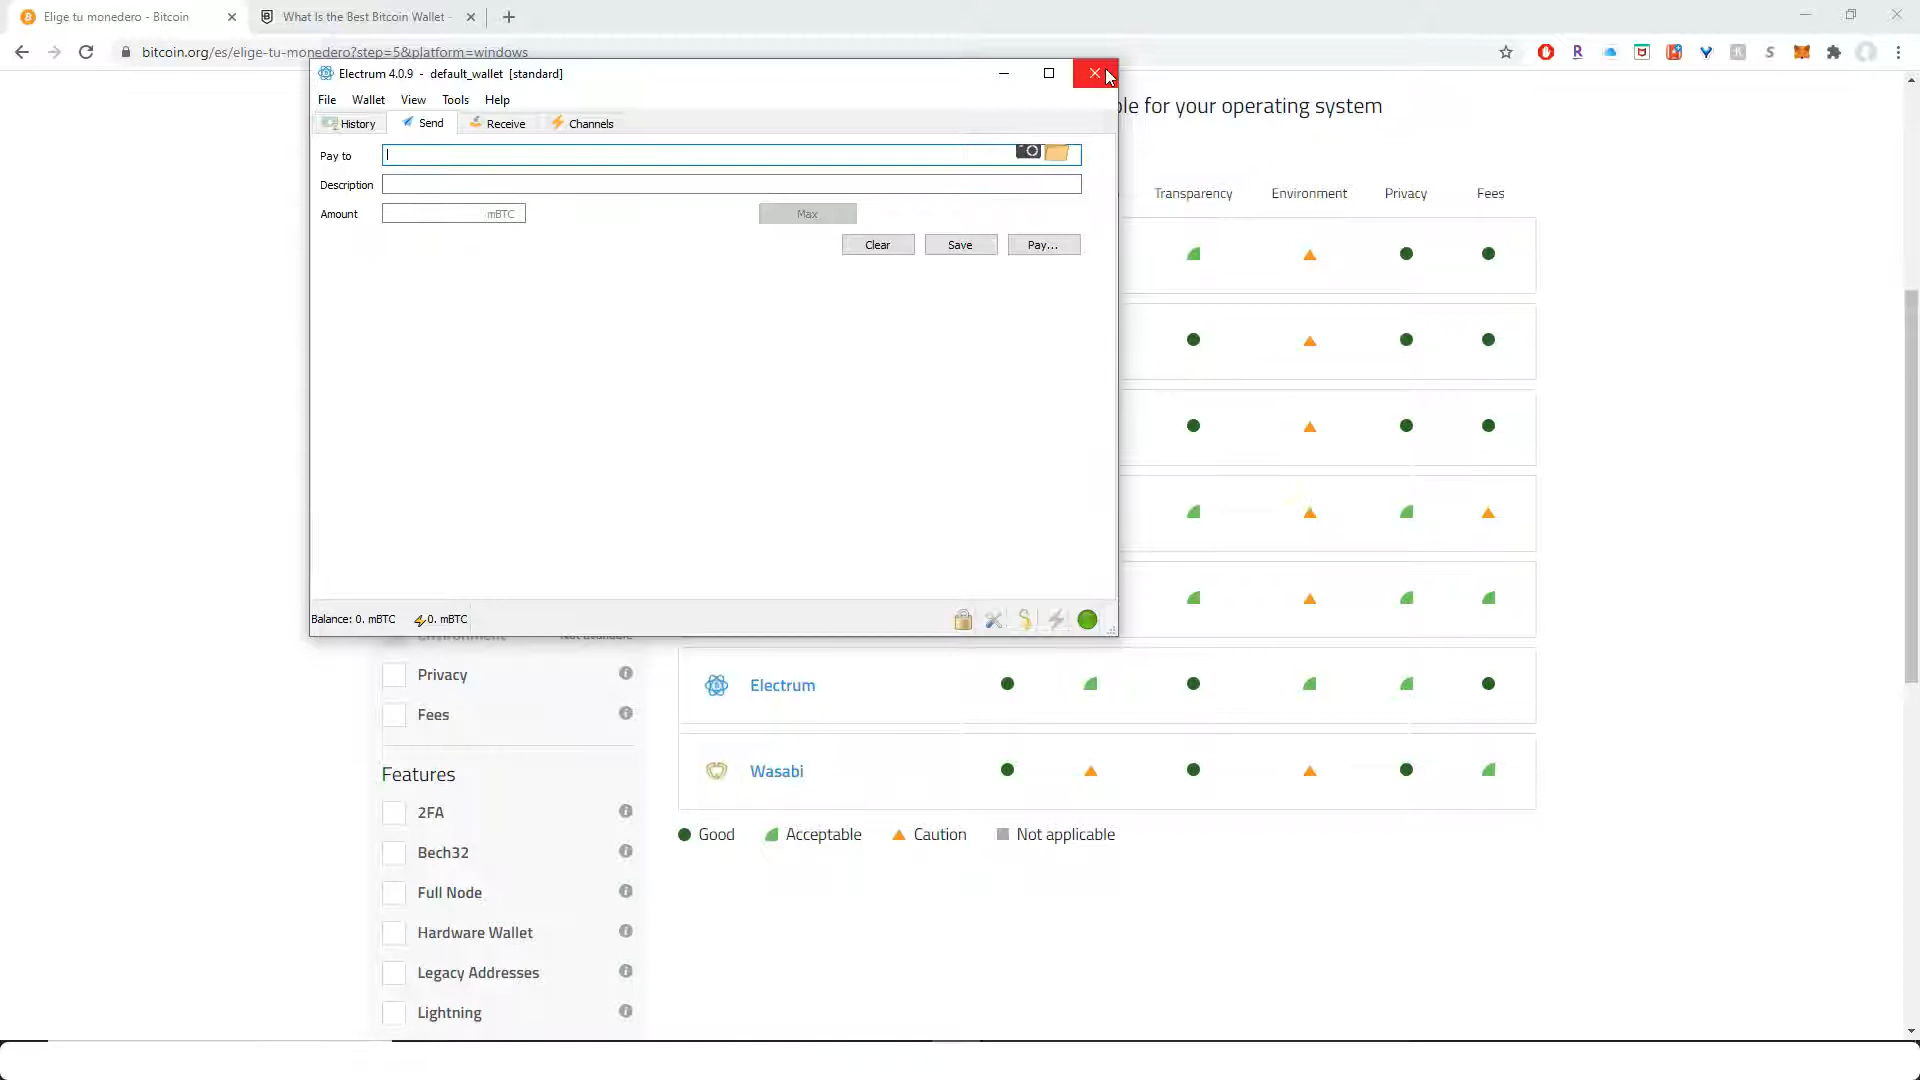 Elige tu monedero - Bitcoin
What Is the Best Bitcoin Wallet -
bitcoin.org/es/elige-tu-monedero?step=5&platform=windows
Electrum 4.0.9 - default_wallet [standard]
File Wallet View Tools Help
ble for your operating system
History Send Receive Channels
Pay to
Description
Transparency Environment Privacy Fees
Amount mBTC Max
Clear Save Pay...
Balance: 0. mBTC 0. mBTC
Environment Not Available
Privacy
Electrum
Fees
Features
Wasabi
2FA
Good Acceptable Caution Not applicable
Bech32
Full Node
Hardware Wallet
Legacy Addresses
Lightning